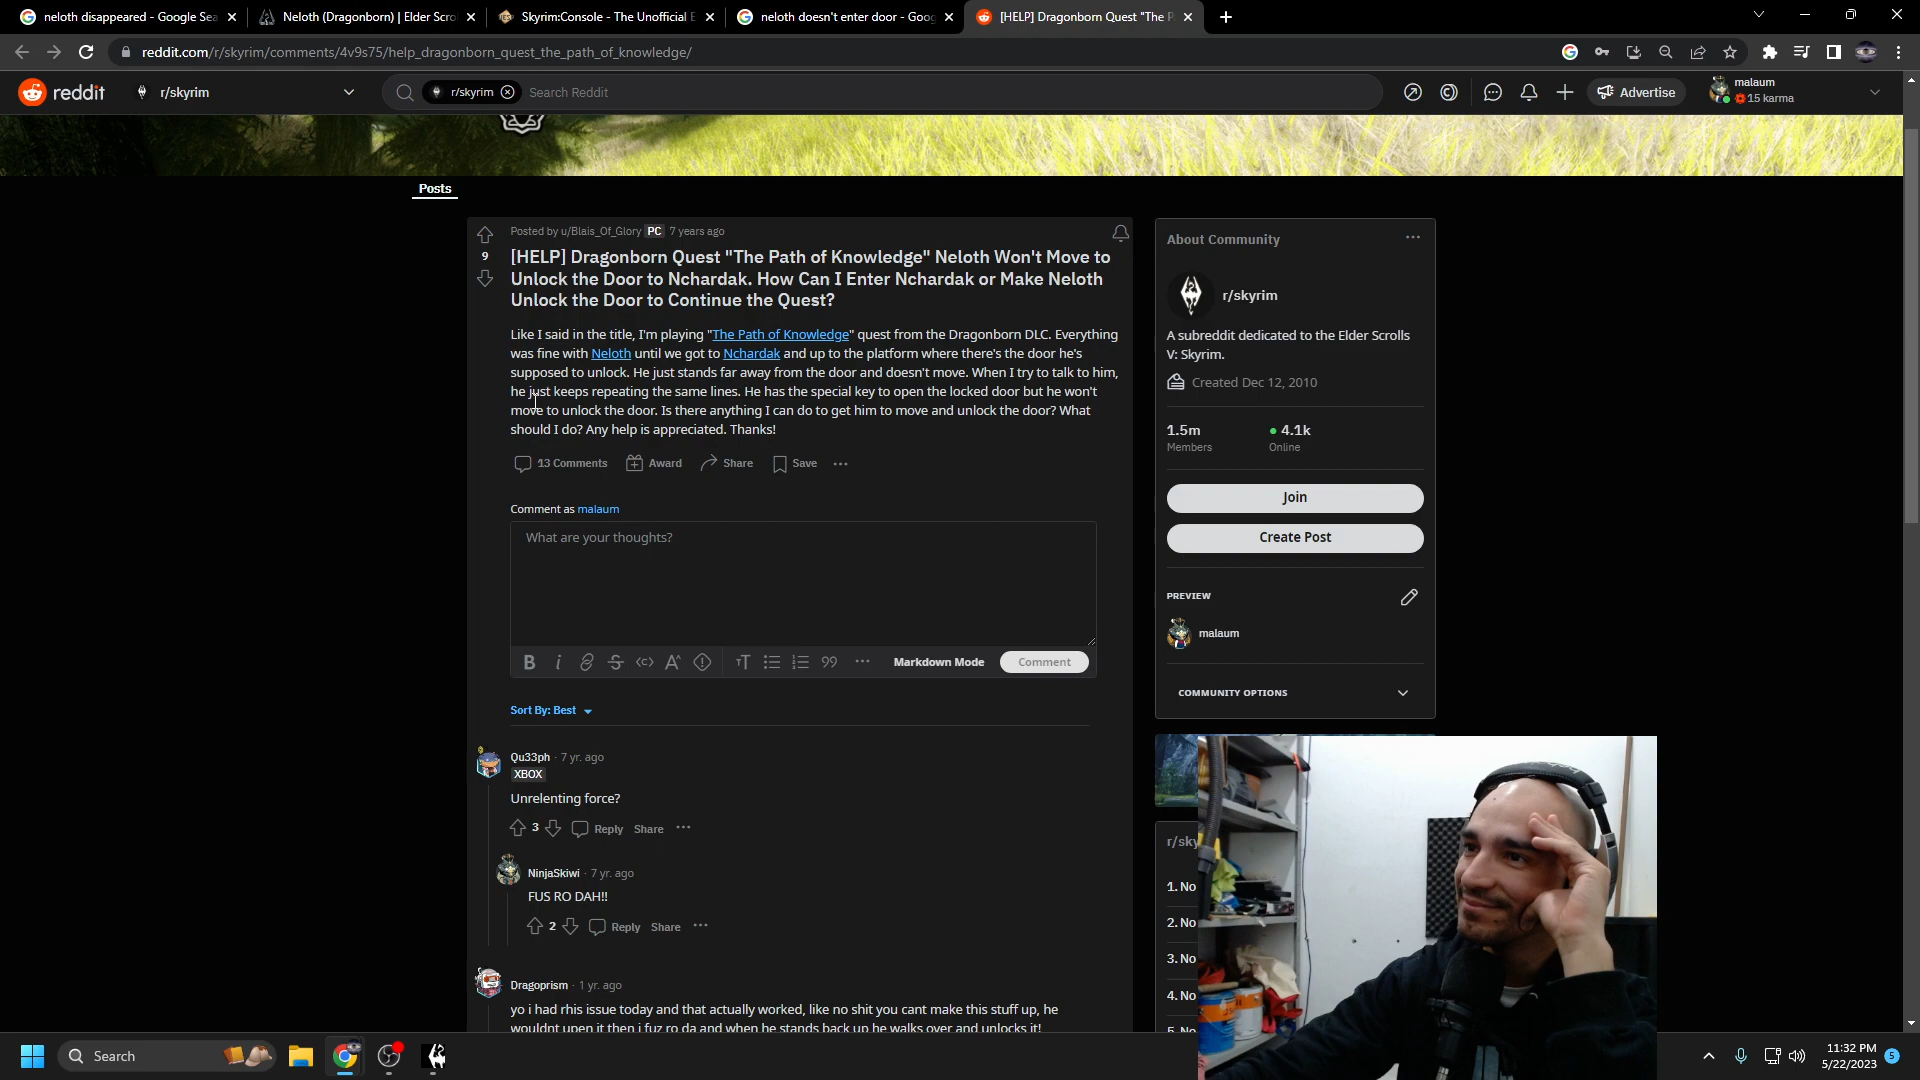 neloth disappeared - Google Sea
Neloth (Dragonborn) | Elder Scrol
Skyrim:Console - The Unofficial E
neloth doesn't enter door - Goog
[HELP] Dragonborn Quest "The P
reddit.com/r/skyrim/comments/4v9s75/help_dragonborn_quest_the_path_of_knowledge/
reddit
r/skyrim
r/skyrim
Search Reddit
Advertise
malaum
15 karma
Posts
Posted by u/Blais_Of_Glory PC 7 years ago
9
[HELP] Dragonborn Quest "The Path of Knowledge" Neloth Won't Move to
Unlock the Door to Nchardak. How Can I Enter Nchardak or Make Neloth
Unlock the Door to Continue the Quest?
Like I said in the title, I'm playing "The Path of Knowledge" quest from the Dragonborn DLC. Everything
was fine with Neloth until we got to Nchardak and up to the platform where there's the door he's
supposed to unlock. He just stands far away from the door and doesn't move. When I try to talk to him,
he just keeps repeating the same lines. He has the special key to open the locked door but he won't
move to unlock the door. Is there anything I can do to get him to move and unlock the door? What
should I do? Any help is appreciated. Thanks!
13 Comments
Award
Share
Save
Comment as malaum
What are your thoughts?
Markdown Mode
Comment
Sort By: Best
Qu33ph · 7 yr. ago
XBOX
Unrelenting force?
3
Reply
Share
NinjaSkiwi · 7 yr. ago
FUS RO DAH!!
2
Reply
Share
Dragoprism · 1 yr. ago
yo i had rhis issue today and that actually worked, like no shit you cant make this stuff up, he
wouldnt upen it then i fuz ro da and when he stands back up he walks over and unlocks it!
About Community
r/skyrim
A subreddit dedicated to the Elder Scrolls
V: Skyrim.
Created Dec 12, 2010
1.5m
Members
4.1k
Online
Join
Create Post
PREVIEW
malaum
COMMUNITY OPTIONS
r/sky
1. No
2. No
3. No
4. No
5. No
Search
11:32 PM
5/22/2023
5